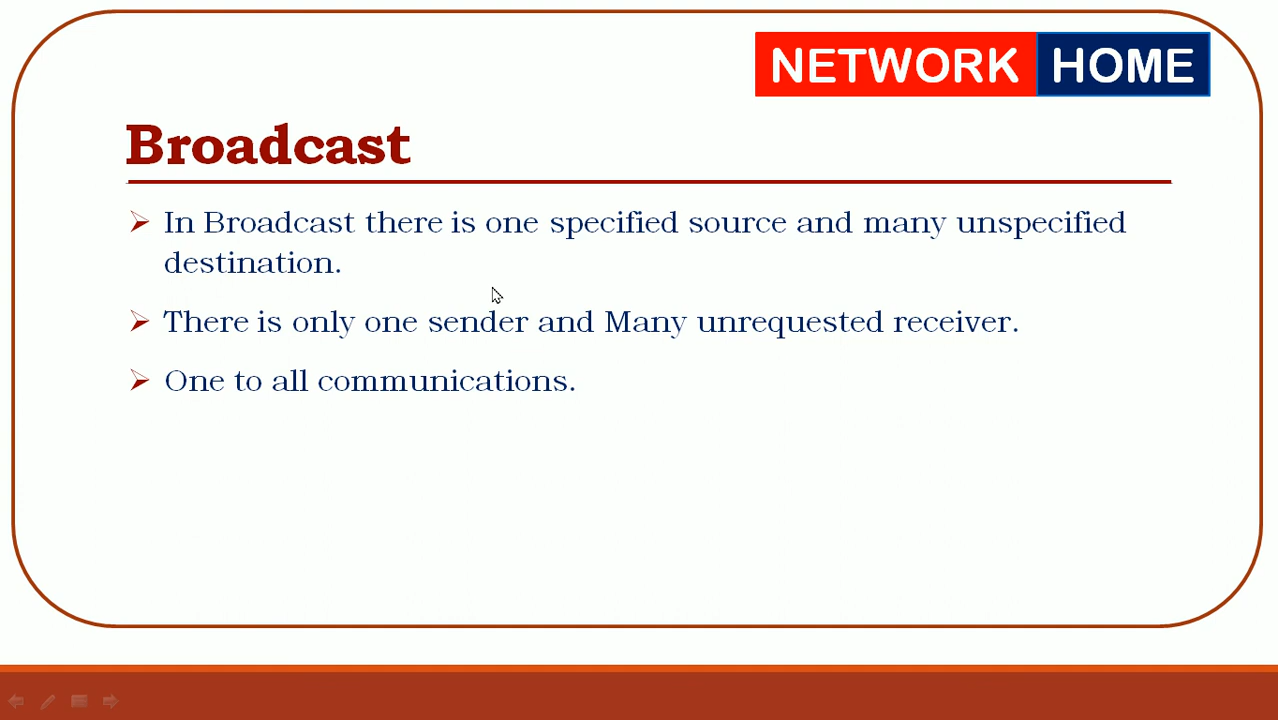 NETWORK HOME
Broadcast
In Broadcast there is one specified source and many unspecified
destination.
There is only one sender and Many unrequested receiver.
One to all communications.